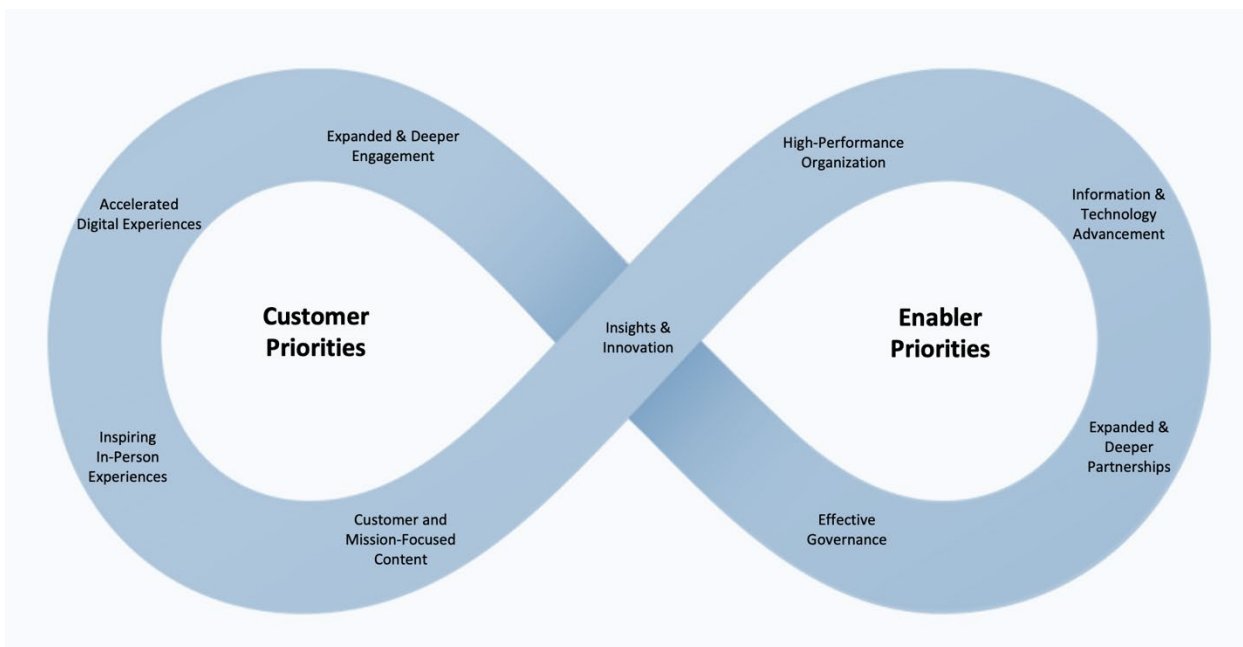 Expanded & Deeper
Engagement
Accelerated
Digital Experiences
Customer
Priorities
Inspiring
In-Person
Experiences
Customer and
Mission-Focused
Content
Insights &
Innovation
High-Performance
Organization
Information &
Technology
Advancement
Enabler
Priorities
Expanded &
Deeper
Partnerships
Effective
Governance